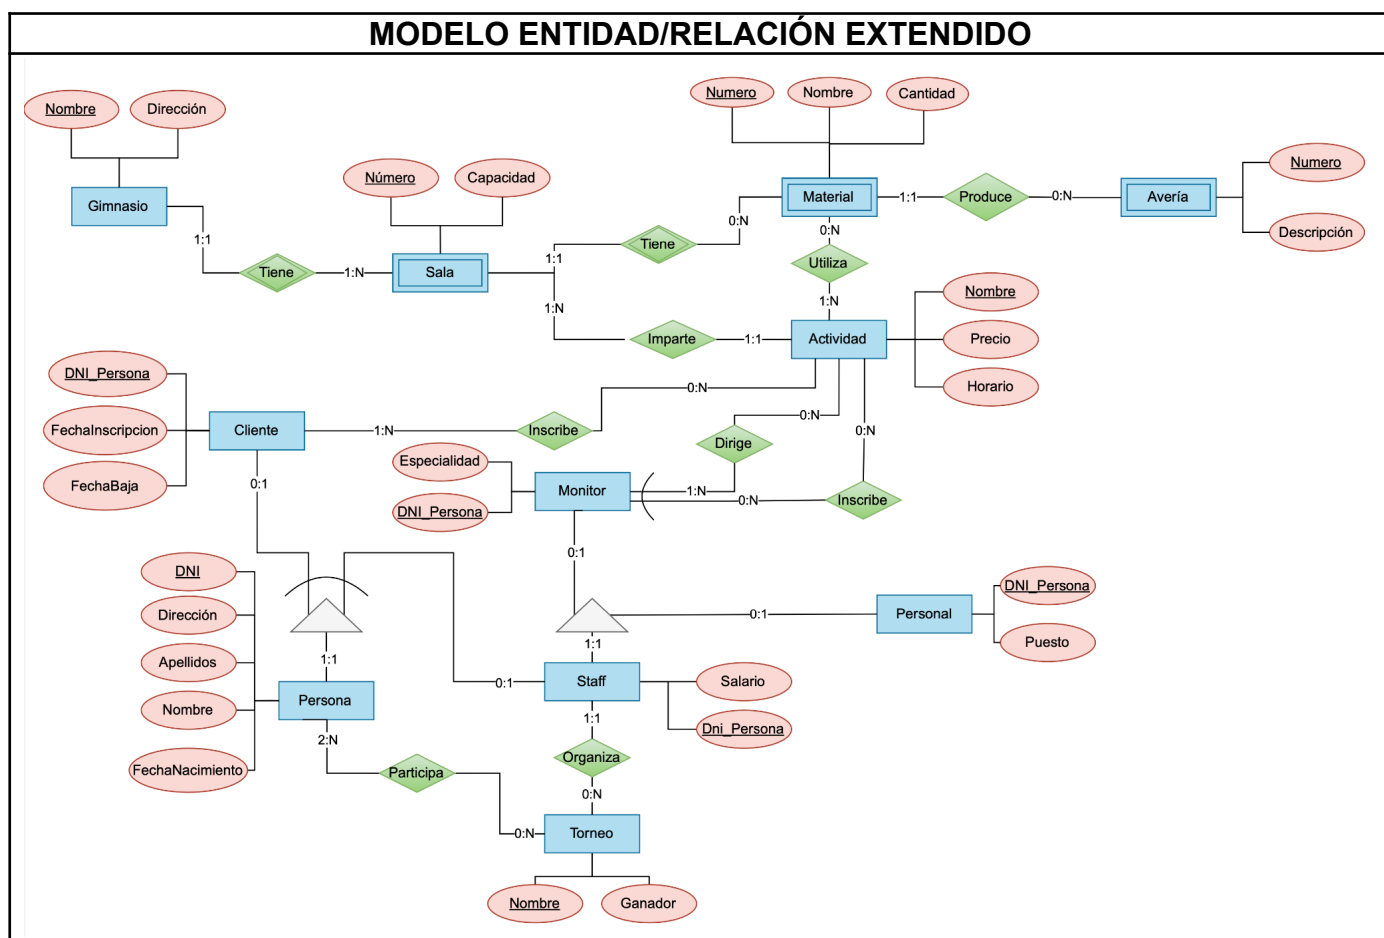 MODELO ENTIDAD/RELACIÓN EXTENDIDO
Nombre
Dirección
Gimnasio
1:1
Tiene
1:N
Número
Capacidad
Sala
1:1
Tiene
0:N
1:N
Imparte
1:1
Numero
Nombre
Cantidad
Material
1:1
Produce
0:N
Avería
Numero
Descripción
0:N
Utiliza
1:N
Actividad
Nombre
Precio
Horario
DNI_Persona
FechaInscripcion
FechaBaja
Cliente
1:N
Inscribe
0:N
0:1
Especialidad
DNI_Persona
Monitor
1:N
Dirige
0:N
0:N
Inscribe
0:N
0:1
DNI
Dirección
Apellidos
Nombre
FechaNacimiento
1:1
Persona
2:N
Participa
0:N
0:1
1:1
Staff
Salario
Dni_Persona
0:1
Personal
DNI_Persona
Puesto
1:1
Organiza
0:N
Torneo
Nombre
Ganador